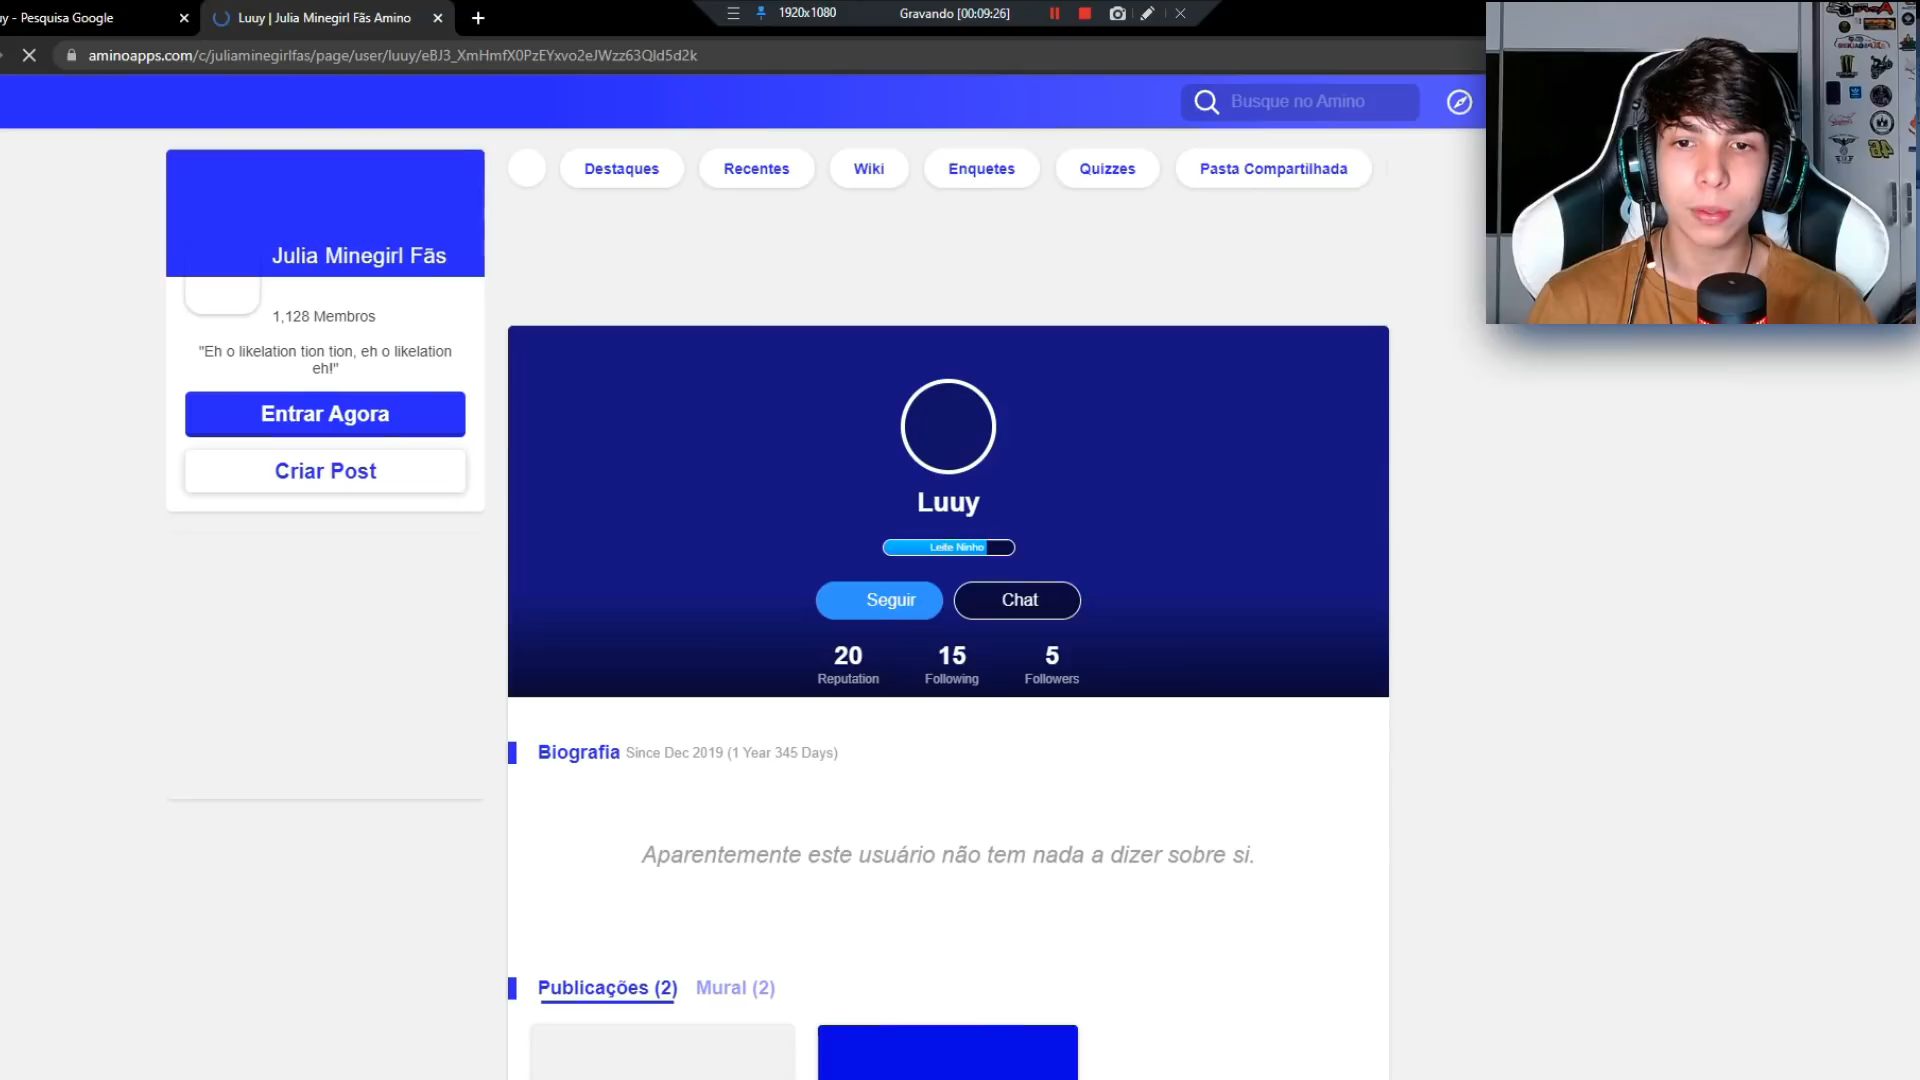 uy - Pesquisa Google
Luuy | Julia Minegirl Fãs Amino
1920x1080
Gravando [00:09:26]
aminoapps.com/c/juliaminegirlfas/page/user/luuy/eBJ3_XmHmfX0PzEYxvo2eJWzz63Qld5d2k
Busque no Amino
Destaques
Recentes
Wiki
Enquetes
Quizzes
Pasta Compartilhada
Julia Minegirl Fãs
1,128 Membros
"Eh o likelation tion tion, eh o likelation
eh!"
Entrar Agora
Criar Post
Luuy
Leite Ninho
Seguir
Chat
20
15
5
Reputation
Following
Followers
Biografia Since Dec 2019 (1 Year 345 Days)
Aparentemente este usuário não tem nada a dizer sobre si.
Publicações (2)
Mural (2)